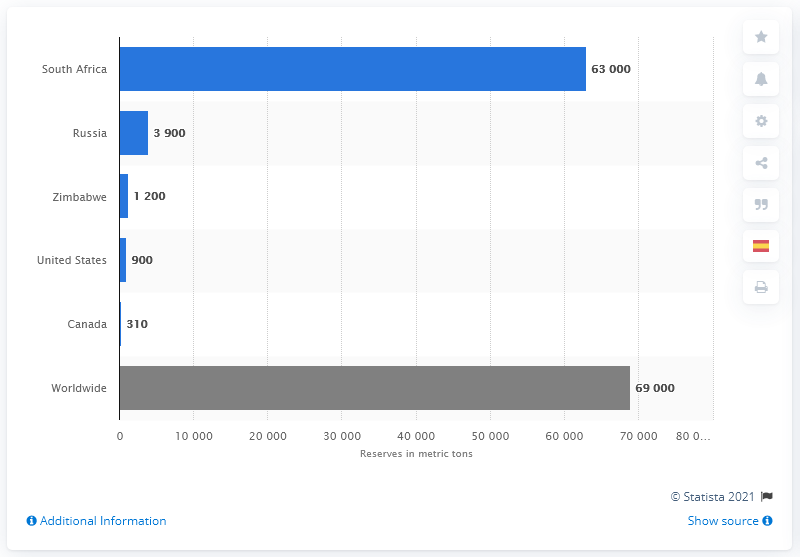 South Africa 63 000
Russia 3 900
Zimbabwe 1 200
United States 900
Canada 310
Worldwide 69 000
0 10 000 20 000 30 000 40 000 50 000 60 000 70 000 80 0…
Reserves in metric tons
© Statista 2021
Additional Information Show source